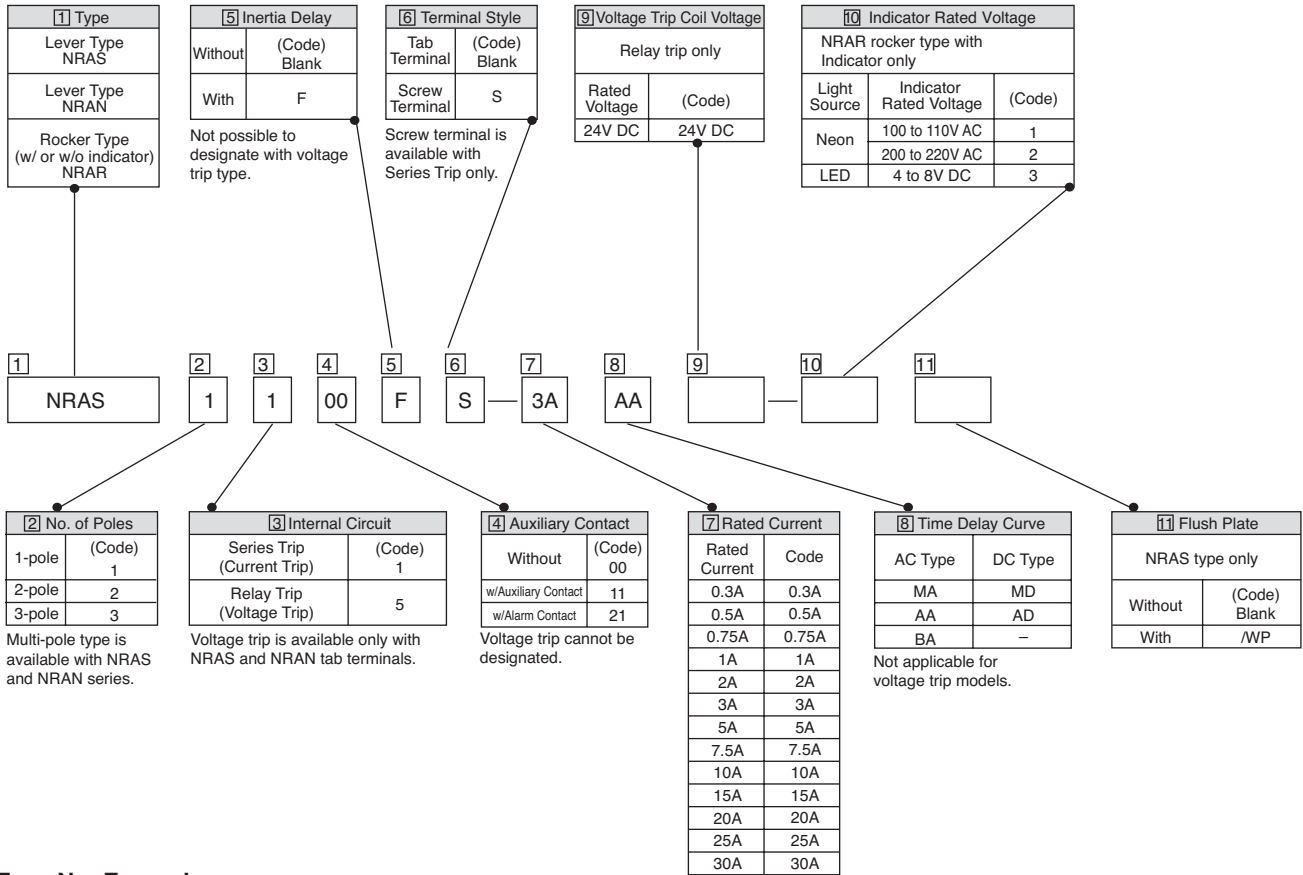 1 Type
Lever Type
NRAS
Lever Type
NRAN
Rocker Type
(w/ or w/o indicator)
NRAR
5 Inertia Delay
Without (Code)
Blank
With F
Not possible to
designate with voltage
trip type.
6 Terminal Style
Tab
Terminal (Code)
Blank
Screw
Terminal S
Screw terminal is
available with
Series Trip only.
9 Voltage Trip Coil Voltage
Relay trip only
Rated
Voltage (Code)
24V DC 24V DC
10 Indicator Rated Voltage
NRAR rocker type with
Indicator only
Light
Source Indicator
Rated Voltage (Code)
Neon 100 to 110V AC 1
200 to 220V AC 2
LED 4 to 8V DC 3
1 2 3 4 5 6 7 8 9 10 11
NRAS 1 1 00 F S — 3A AA —
2 No. of Poles
1-pole (Code)
1
2-pole 2
3-pole 3
Multi-pole type is
available with NRAS
and NRAN series.
3 Internal Circuit
Series Trip
(Current Trip) (Code)
1
Relay Trip
(Voltage Trip) 5
Voltage trip is available only with
NRAS and NRAN tab terminals.
4 Auxiliary Contact
Without (Code)
00
w/Auxiliary Contact 11
w/Alarm Contact 21
Voltage trip cannot be
designated.
7 Rated Current
Rated
Current Code
0.3A 0.3A
0.5A 0.5A
0.75A 0.75A
1A 1A
2A 2A
3A 3A
5A 5A
7.5A 7.5A
10A 10A
15A 15A
20A 20A
25A 25A
30A 30A
8 Time Delay Curve
AC Type DC Type
MA MD
AA AD
BA –
Not applicable for
voltage trip models.
11 Flush Plate
NRAS type only
Without (Code)
Blank
With /WP